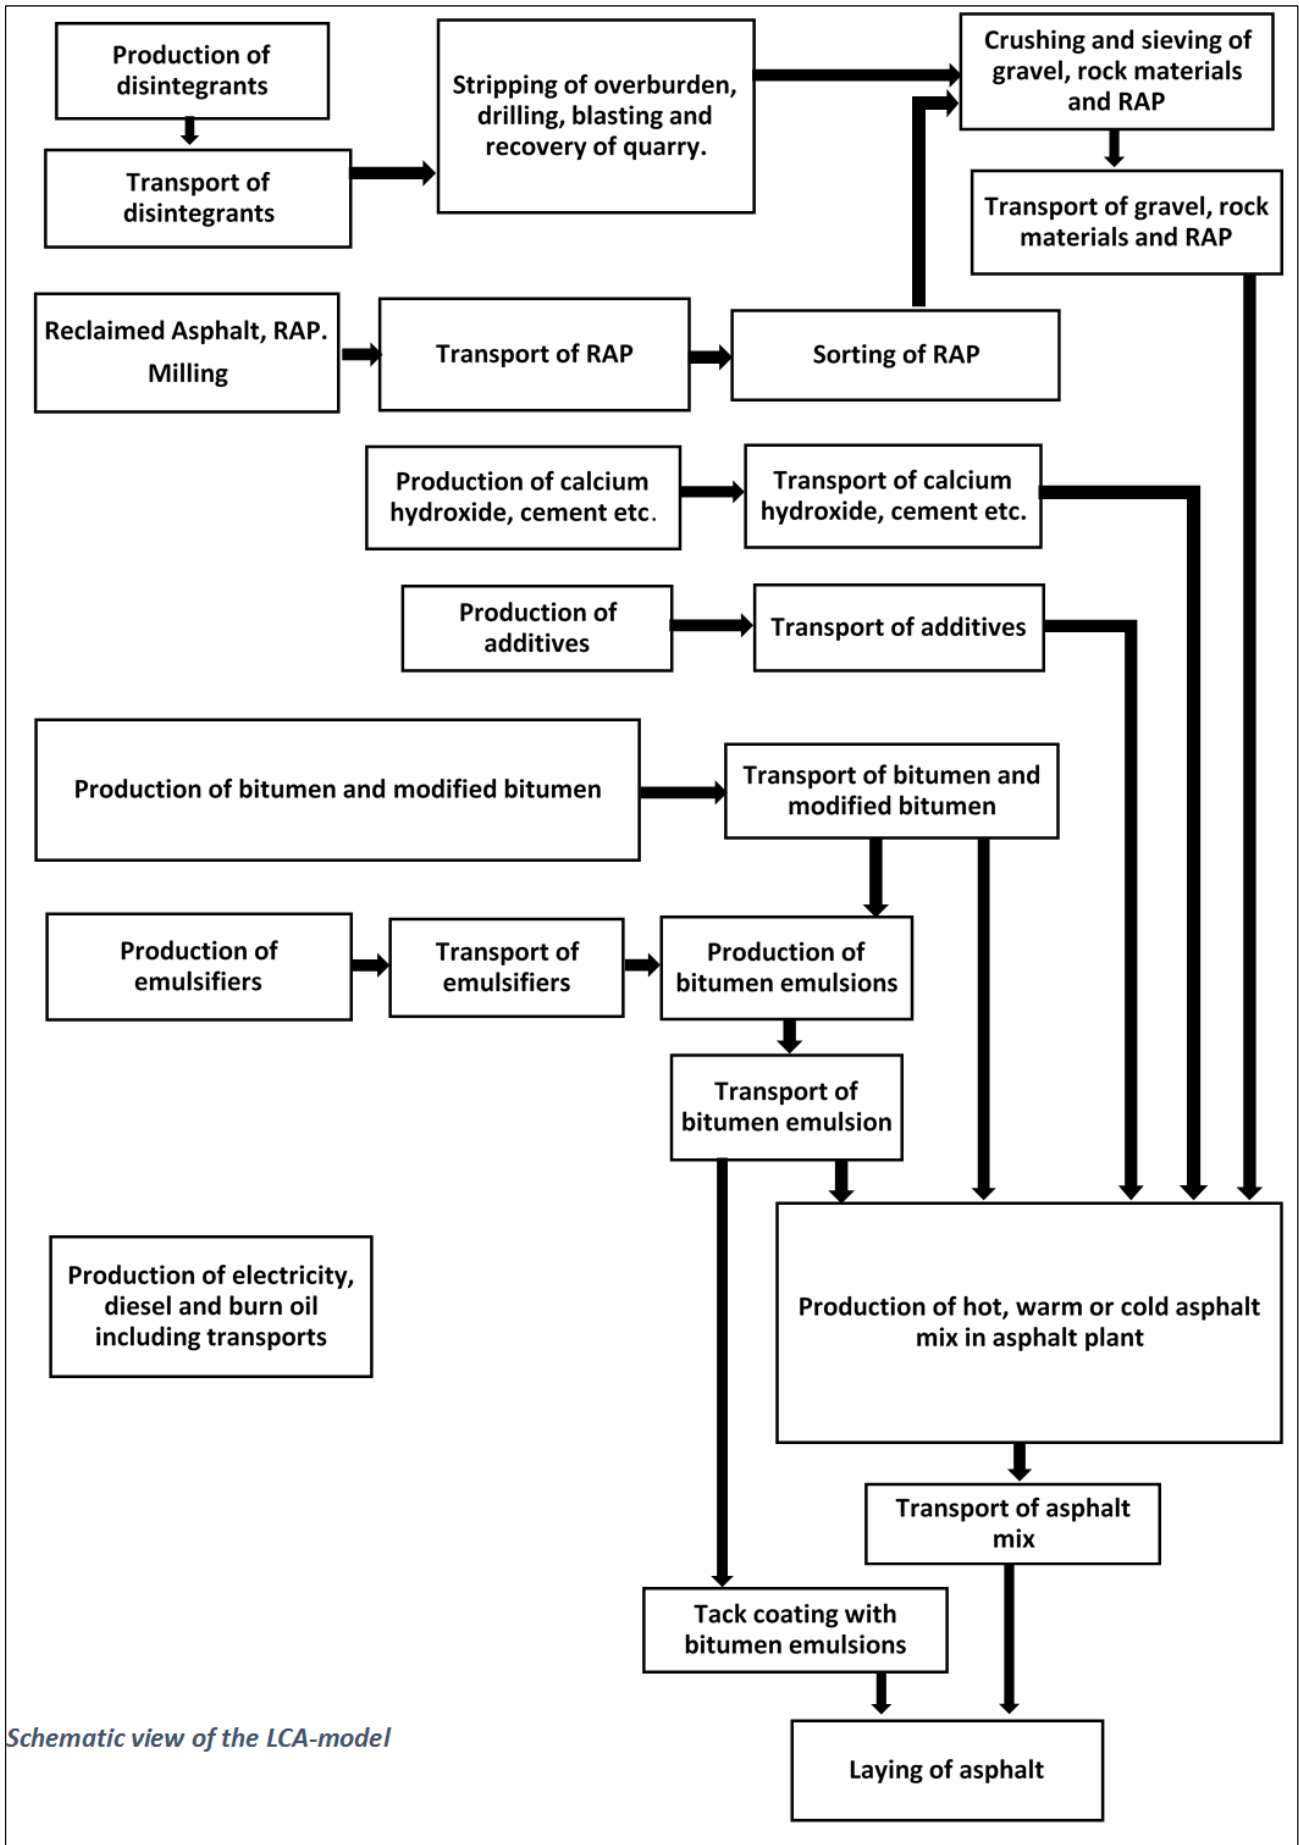 Production of
disintegrants
Stripping of overburden,
drilling, blasting and
recovery of quarry.
Crushing and sieving of
gravel, rock materials
and RAP
Transport of
disintegrants
Transport of gravel, rock
materials and RAP
Reclaimed Asphalt, RAP.
Milling
Transport of RAP
Sorting of RAP
Production of calcium
hydroxide, cement etc.
Transport of calcium
hydroxide, cement etc.
Production of
additives
Transport of additives
Production of bitumen and modified bitumen
Transport of bitumen and
modified bitumen
Production of
emulsifiers
Transport of
emulsifiers
Production of
bitumen emulsions
Transport of
bitumen emulsion
Production of electricity,
diesel and burn oil
including transports
Production of hot, warm or cold asphalt
mix in asphalt plant
Transport of asphalt
mix
Tack coating with
bitumen emulsions
Schematic view of the LCA-model
Laying of asphalt